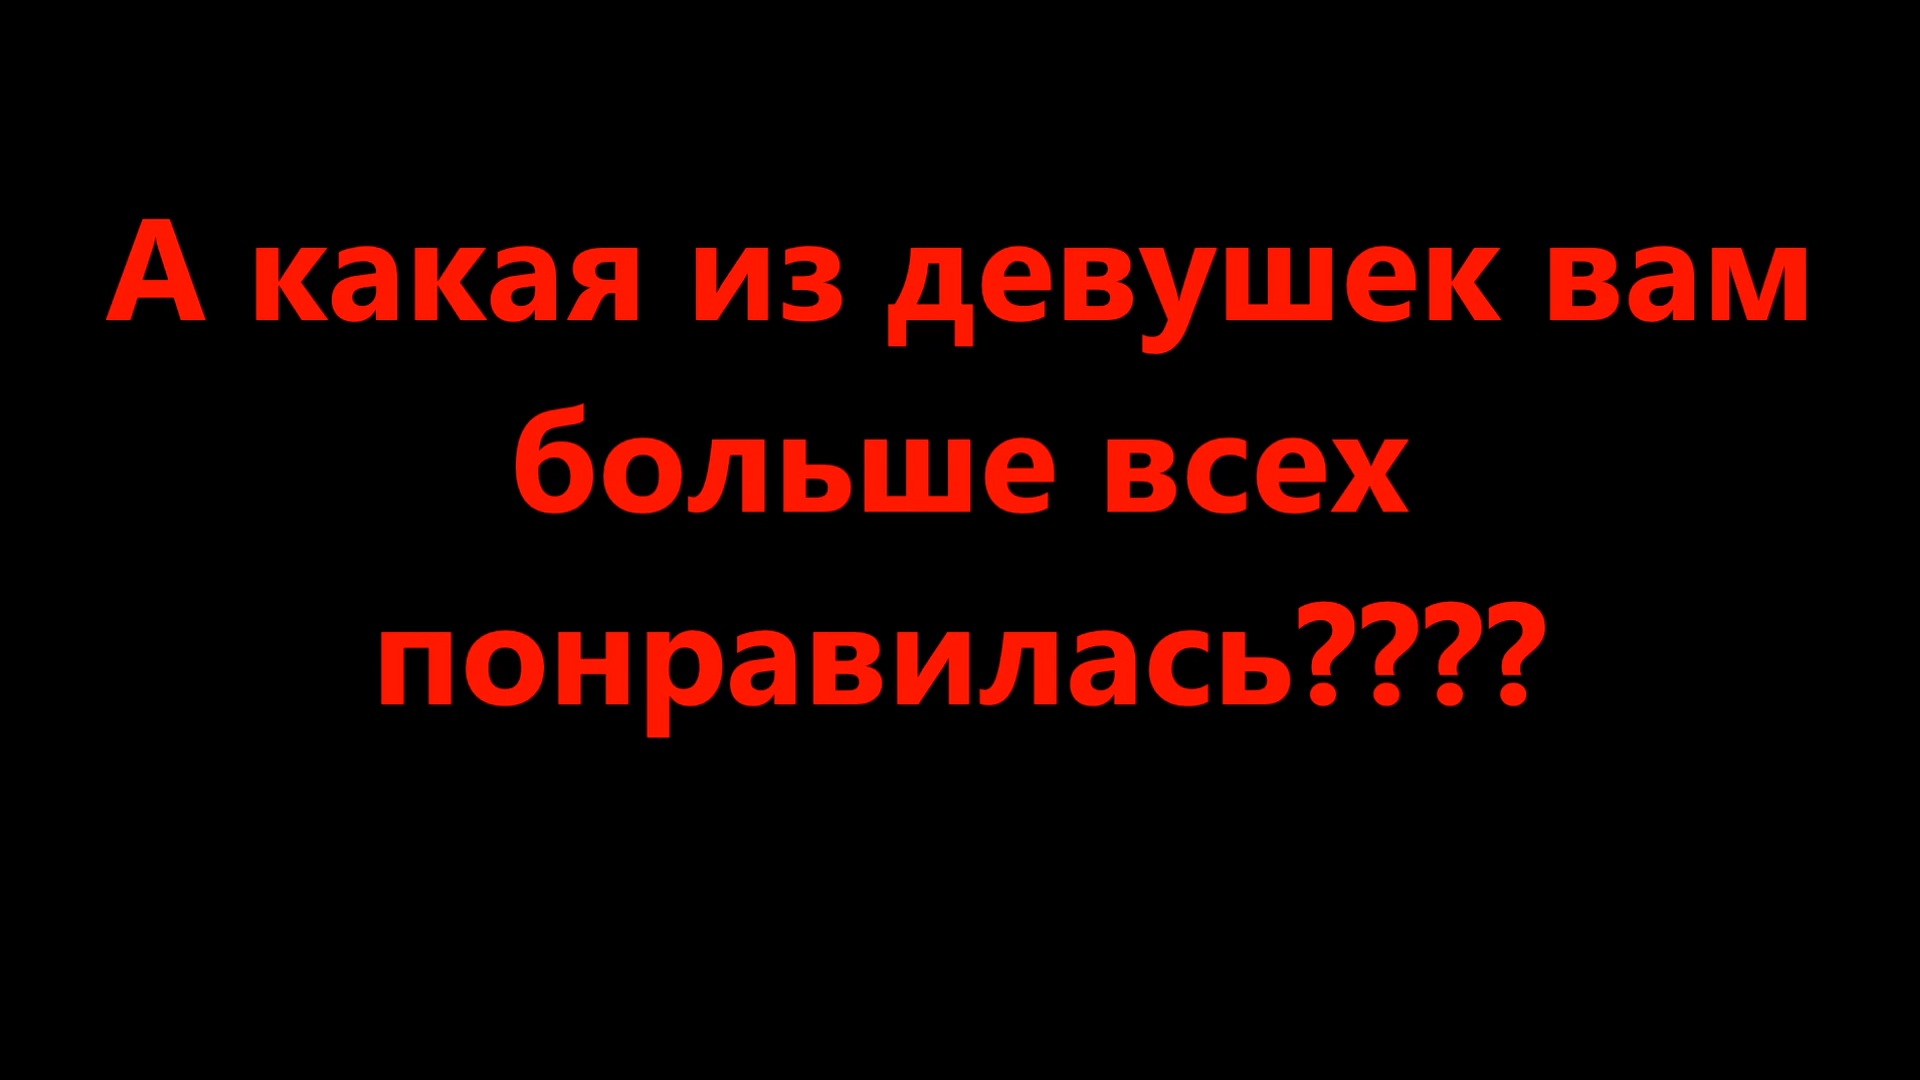 А какая из девушек вам
больше всех
понравилась????